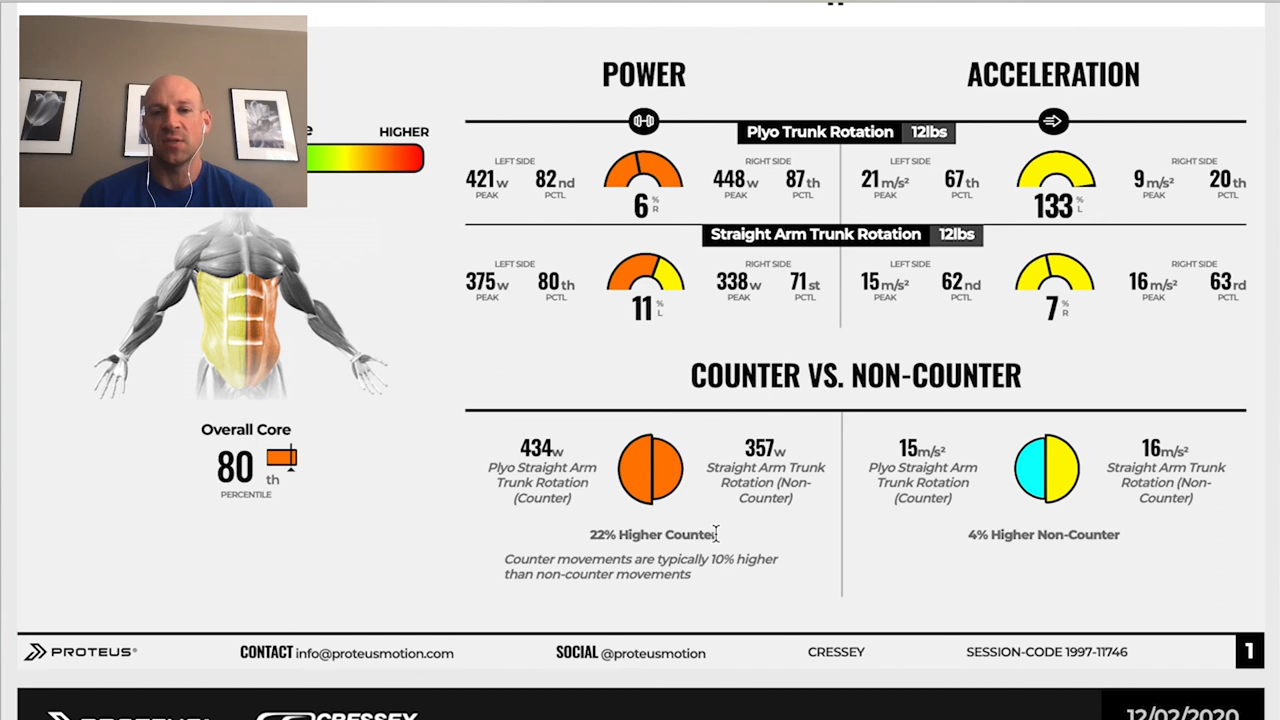 POWER
ACCELERATION
HIGHER
Plyo Trunk Rotation 12lbs
LEFT SIDE
421w 82nd
PEAK PCTL
6 % R
RIGHT SIDE
448w 87th
PEAK PCTL
LEFT SIDE
21m/s² 67th
PEAK PCTL
133 % L
RIGHT SIDE
9m/s² 20th
PEAK PCTL
Straight Arm Trunk Rotation 12lbs
LEFT SIDE
375w 80th
PEAK PCTL
11 % L
RIGHT SIDE
338w 71st
PEAK PCTL
LEFT SIDE
15m/s² 62nd
PEAK PCTL
7 % R
RIGHT SIDE
16m/s² 63rd
PEAK PCTL
Overall Core
80th
PERCENTILE
COUNTER VS. NON-COUNTER
434w
Plyo Straight Arm
Trunk Rotation
(Counter)
357w
Straight Arm Trunk
Rotation (Non-
Counter)
22% Higher Counter
Counter movements are typically 10% higher
than non-counter movements
15m/s²
Plyo Straight Arm
Trunk Rotation
(Counter)
16m/s²
Straight Arm Trunk
Rotation (Non-
Counter)
4% Higher Non-Counter
PROTEUS®
CONTACT info@proteusmotion.com
SOCIAL @proteusmotion
CRESSEY
SESSION-CODE 1997-11746
1
PROTEUS
CRESSEY
12/02/2020